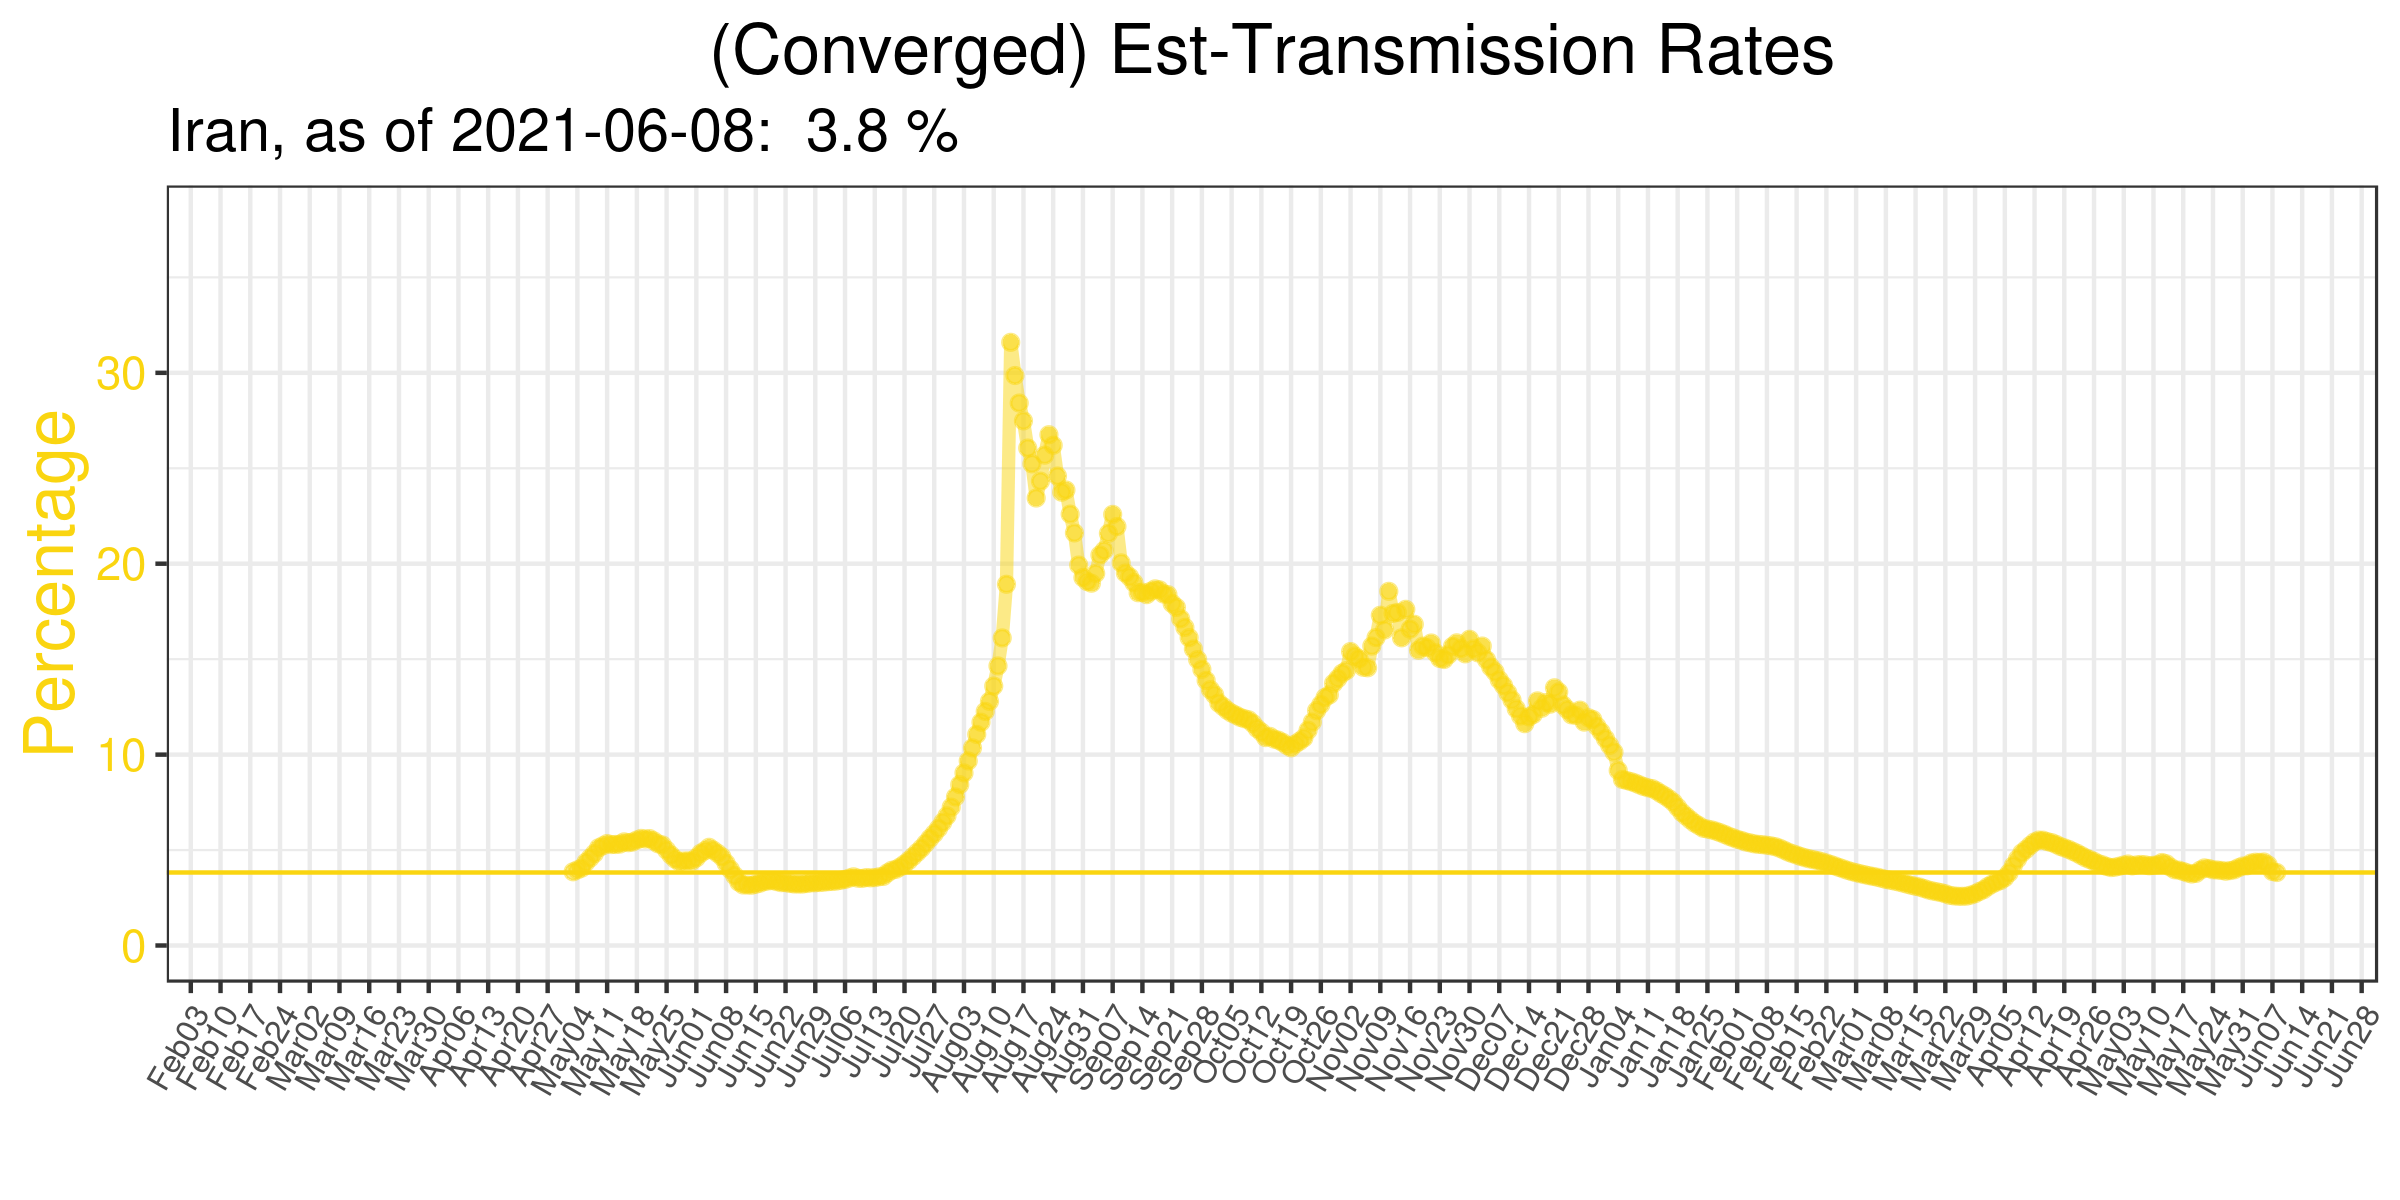 (Converged) Est-Transmission Rates
Iran, as of 2021-06-08:  3.8 %
Percentage
30
20
10
0
Feb03
Feb10
Feb17
Feb24
Mar02
Mar09
Mar16
Mar23
Mar30
Apr06
Apr13
Apr20
Apr27
May04
May11
May18
May25
Jun01
Jun08
Jun15
Jun22
Jun29
Jul06
Jul13
Jul20
Jul27
Aug03
Aug10
Aug17
Aug24
Aug31
Sep07
Sep14
Sep21
Sep28
Oct05
Oct12
Oct19
Oct26
Nov02
Nov09
Nov16
Nov23
Nov30
Dec07
Dec14
Dec21
Dec28
Jan04
Jan11
Jan18
Jan25
Feb01
Feb08
Feb15
Feb22
Mar01
Mar08
Mar15
Mar22
Mar29
Apr05
Apr12
Apr19
Apr26
May03
May10
May17
May24
May31
Jun07
Jun14
Jun21
Jun28